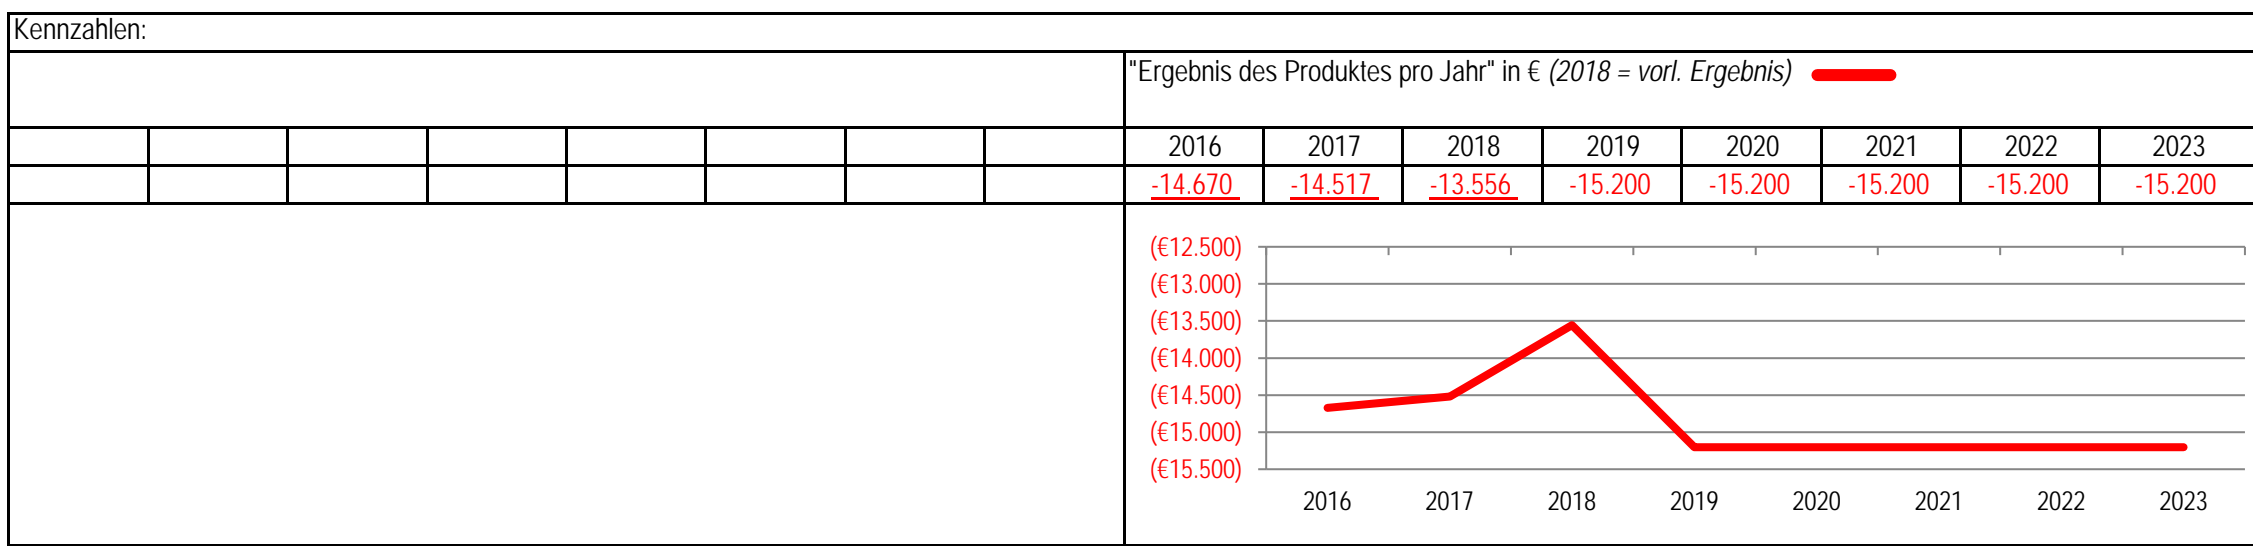 Kennzahlen:
"Ergebnis des Produktes pro Jahr" in € (2018 = vorl. Ergebnis)
2016 2017 2018 2019 2020 2021 2022 2023
-14.670 -14.517 -13.556 -15.200 -15.200 -15.200 -15.200 -15.200
(€12.500)
(€13.000)
(€13.500)
(€14.000)
(€14.500)
(€15.000)
(€15.500)
2016 2017 2018 2019 2020 2021 2022 2023